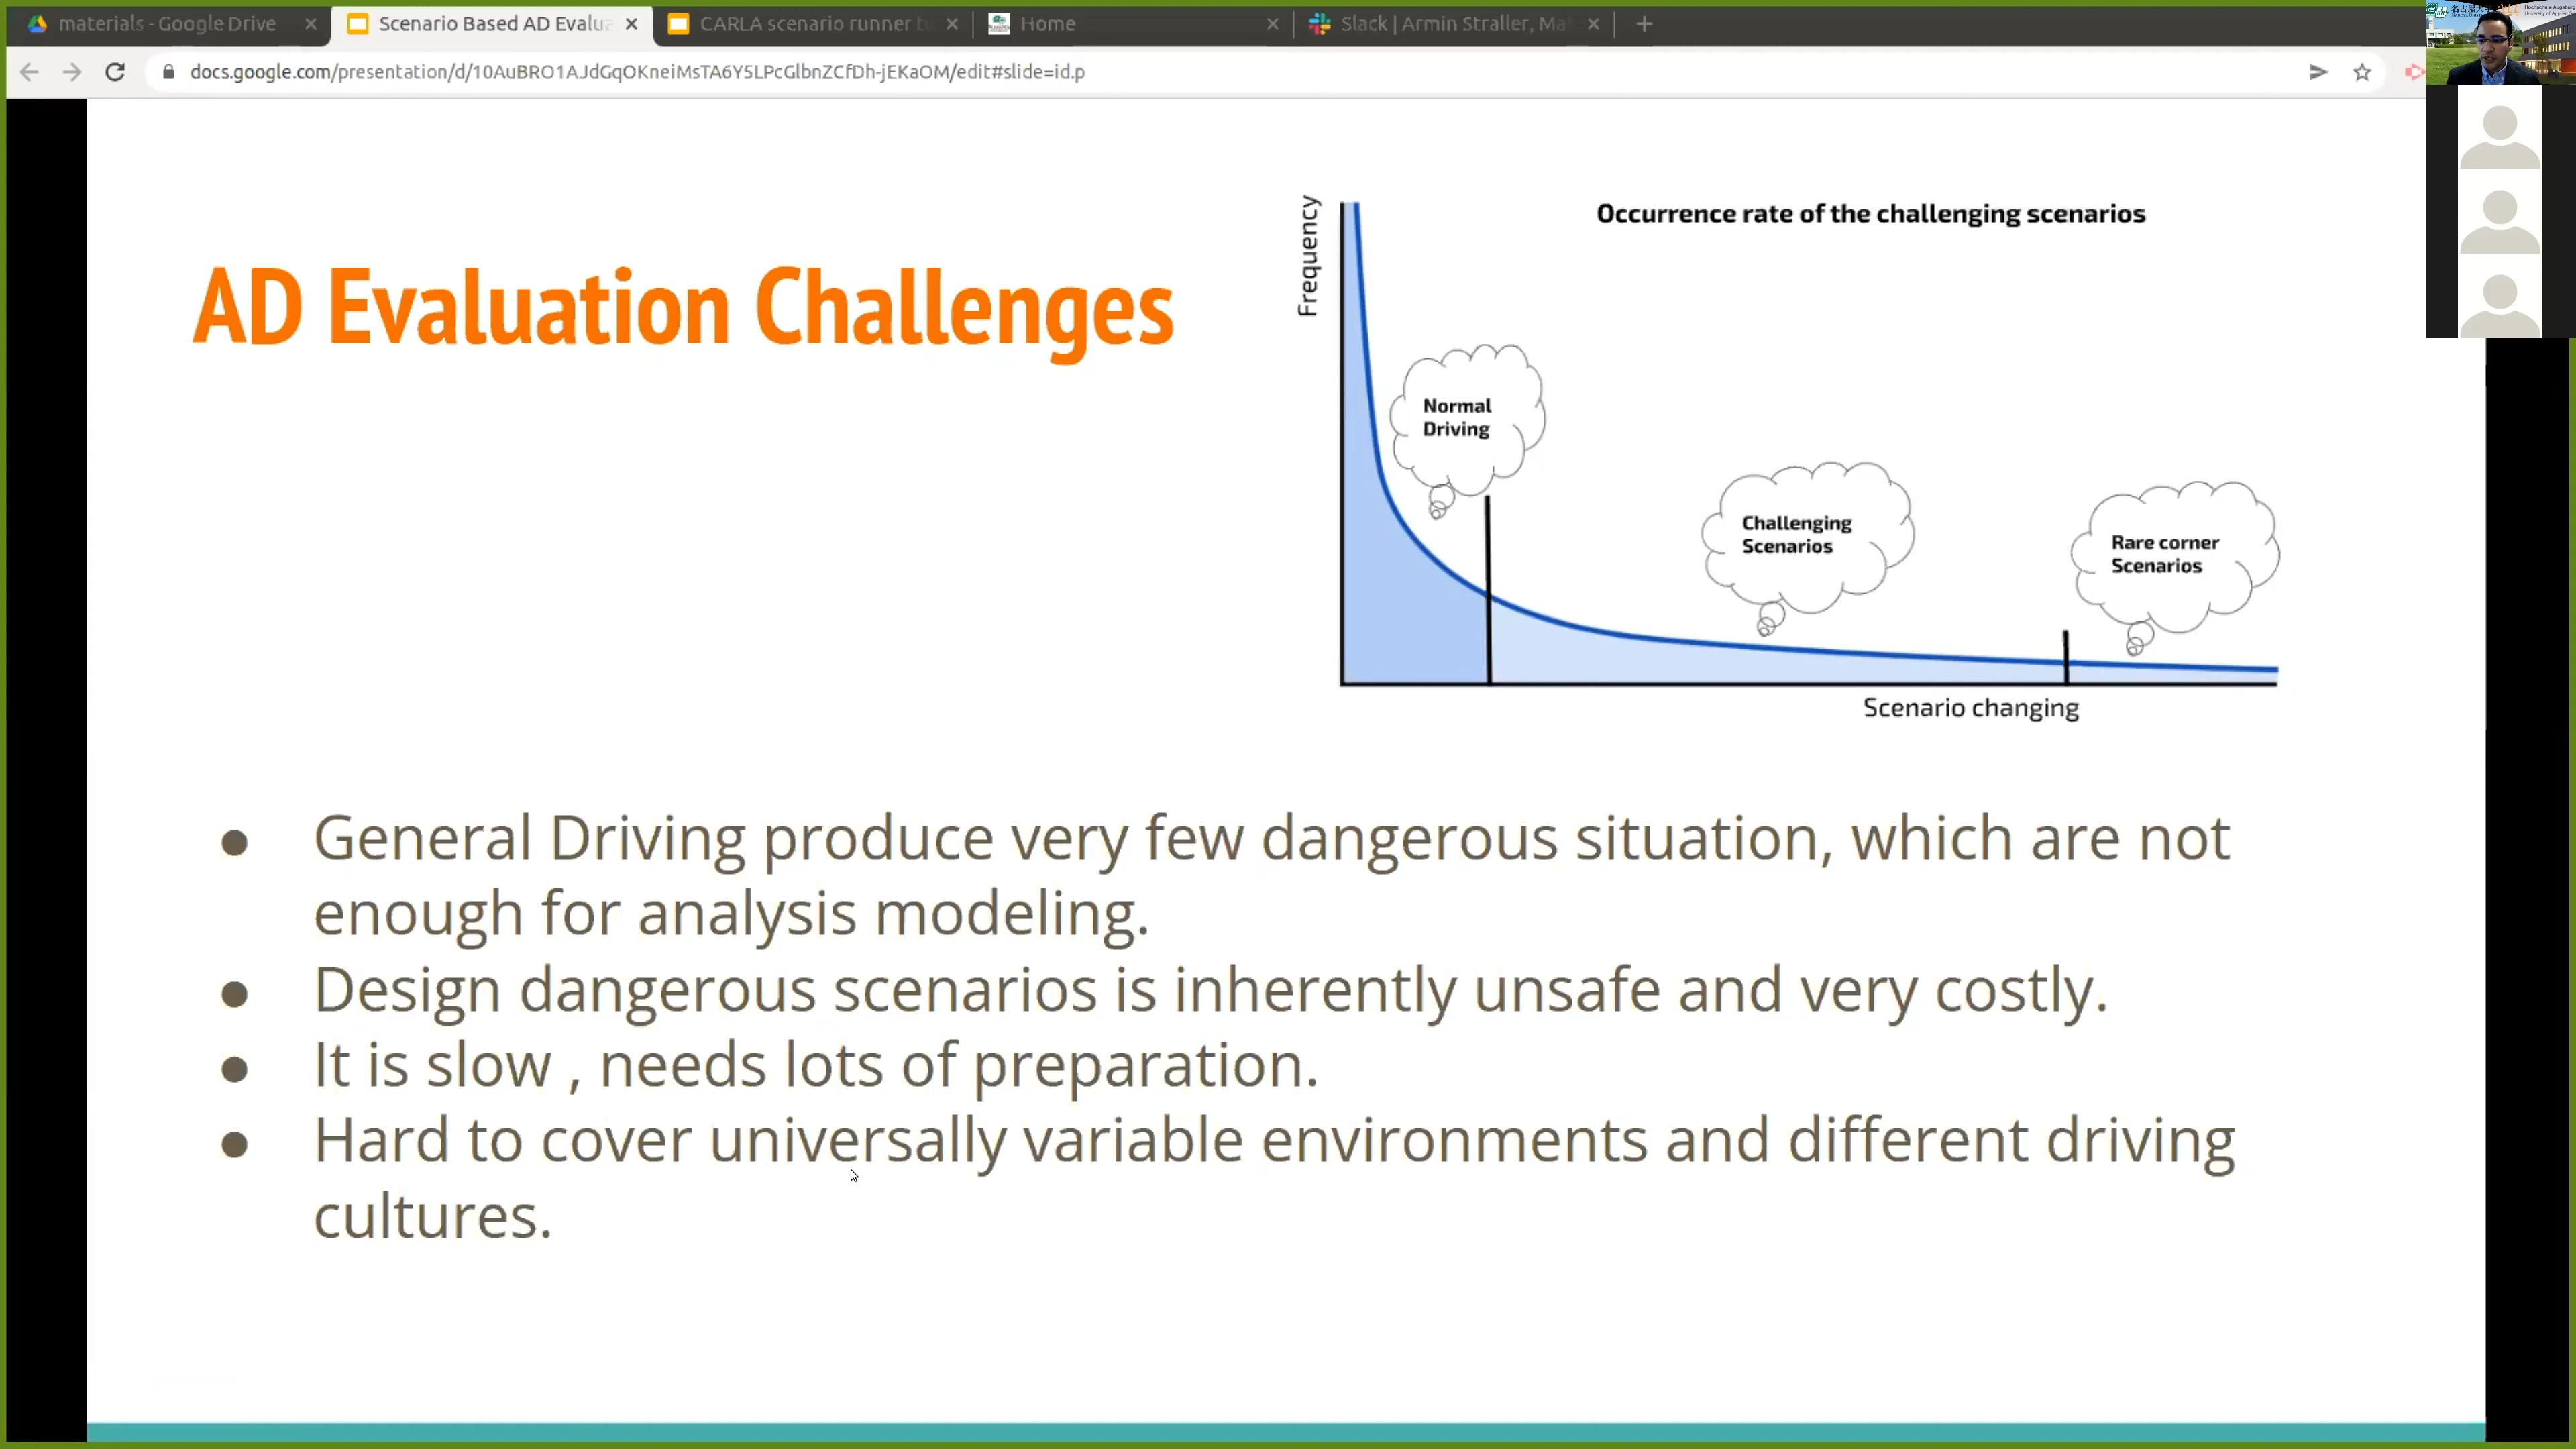 materials - Google Drive
Scenario Based AD Evalua
CARLA scenario runner tu
Home
Slack | Armin Straller, Ma
docs.google.com/presentation/d/10AuBRO1AJdGqOKneiMsTA6Y5LPcGlbnZCfDh-jEKaOM/edit#slide=id.p
AD Evaluation Challenges
Occurrence rate of the challenging scenarios
Frequency
Normal
Driving
Challenging
Scenarios
Rare corner
Scenarios
Scenario changing
● General Driving produce very few dangerous situation, which are not
enough for analysis modeling.
● Design dangerous scenarios is inherently unsafe and very costly.
● It is slow , needs lots of preparation.
● Hard to cover universally variable environments and different driving
cultures.